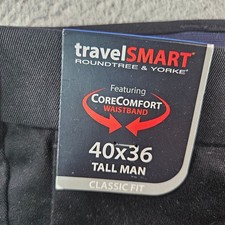 travelSMART
ROUNDTREE & YORKE
Featuring
CORECOMFORT
WAISTBAND
40x36
TALL MAN
CLASSIC FIT